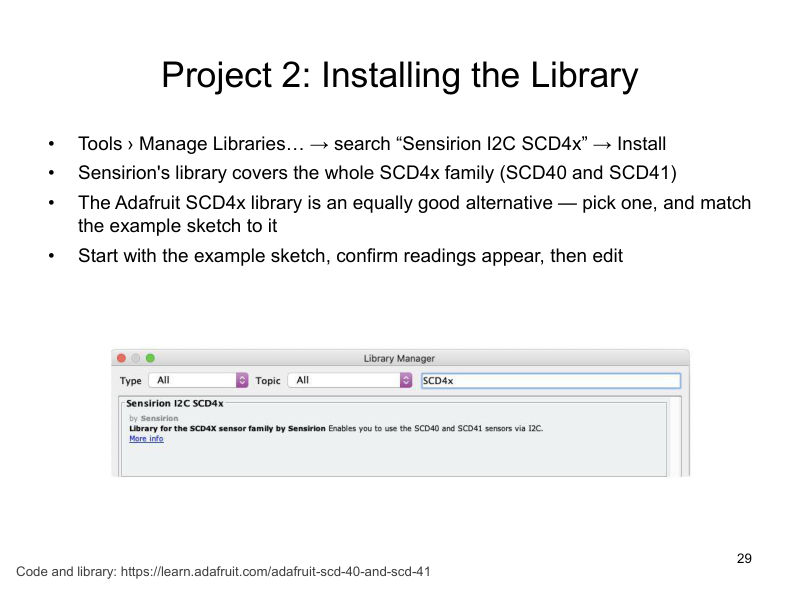 Project 2: Installing the Library
• Tools › Manage Libraries… → search “Sensirion I2C SCD4x” → Install
• Sensirion's library covers the whole SCD4x family (SCD40 and SCD41)
• The Adafruit SCD4x library is an equally good alternative — pick one, and match
the example sketch to it
• Start with the example sketch, confirm readings appear, then edit
Library Manager
Type All Topic All SCD4x
Sensirion I2C SCD4x
by Sensirion
Library for the SCD4X sensor family by Sensirion Enables you to use the SCD40 and SCD41 sensors via I2C.
More info
29
Code and library: https://learn.adafruit.com/adafruit-scd-40-and-scd-41